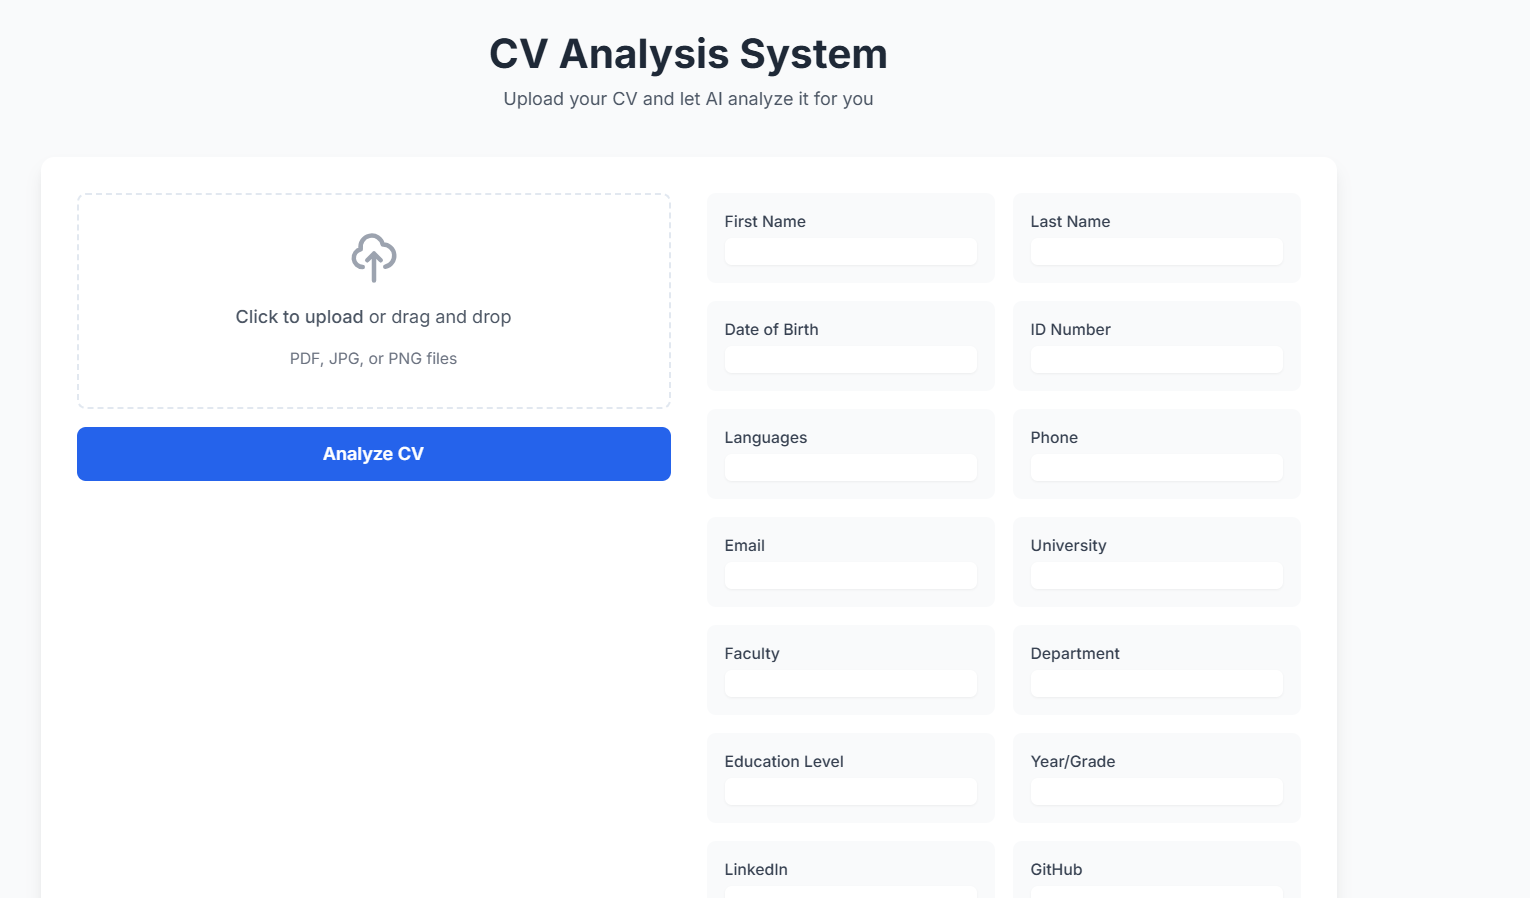 CV Analysis System
Upload your CV and let AI analyze it for you
Click to upload or drag and drop
PDF, JPG, or PNG files
Analyze CV
First Name
Last Name
Date of Birth
ID Number
Languages
Phone
Email
University
Faculty
Department
Education Level
Year/Grade
LinkedIn
GitHub